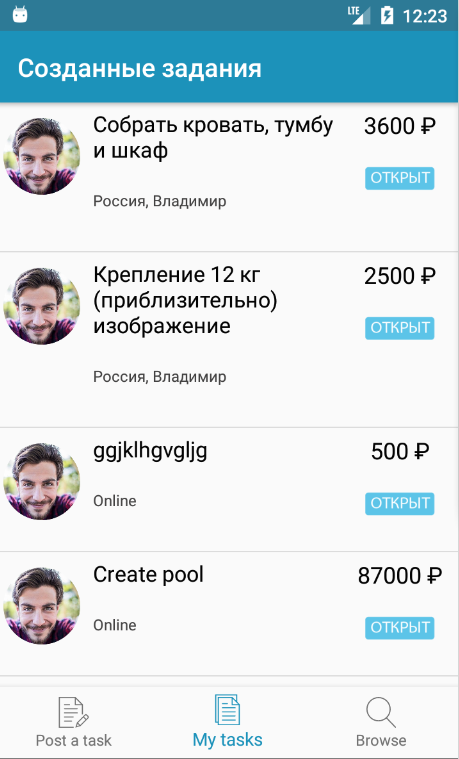 LTE 12:23
Созданные задания
Собрать кровать, тумбу 3600 ₽
и шкаф
ОТКРЫТ
Россия, Владимир
Крепление 12 кг 2500 ₽
(приблизительно)
изображение
ОТКРЫТ
Россия, Владимир
ggjklhgvgljg 500 ₽
Online ОТКРЫТ
Create pool 87000 ₽
Online ОТКРЫТ
Post a task My tasks Browse